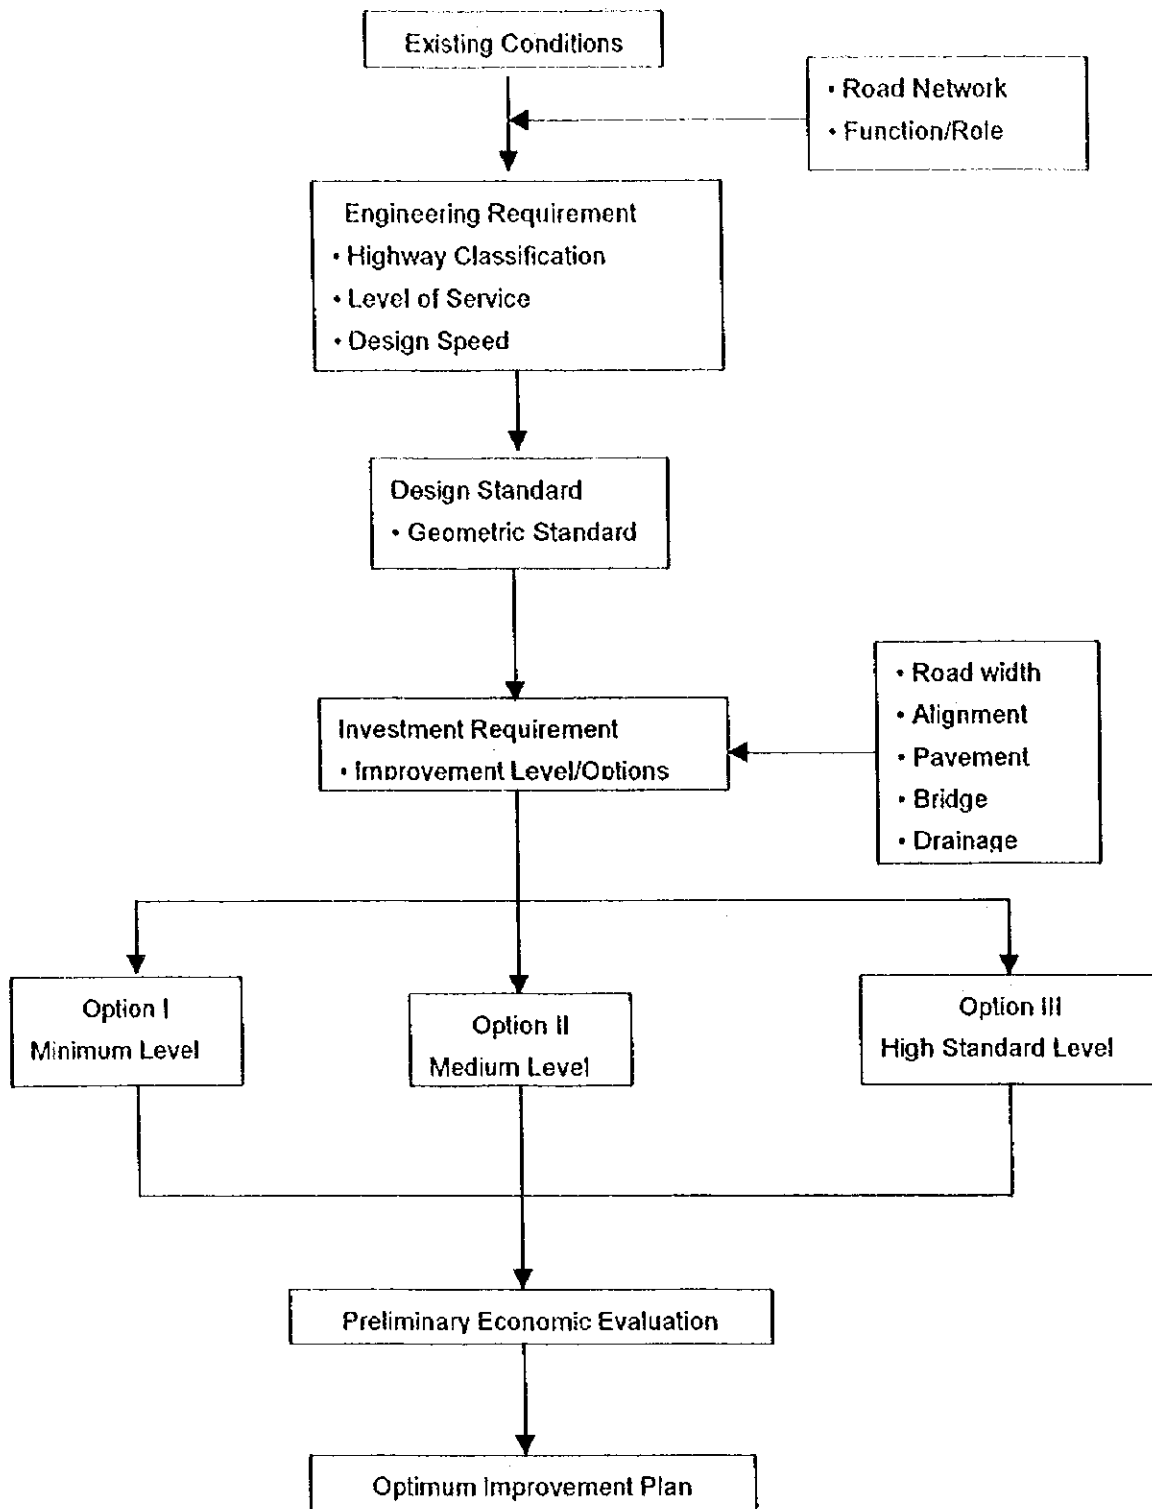 Existing Conditions
• Road Network
• Function/Role
Engineering Requirement
• Highway Classification
• Level of Service
• Design Speed
Design Standard
• Geometric Standard
Investment Requirement
• Improvement Level/Options
• Road width
• Alignment
• Pavement
• Bridge
• Drainage
Option I
Minimum Level
Option II
Medium Level
Option III
High Standard Level
Preliminary Economic Evaluation
Optimum Improvement Plan